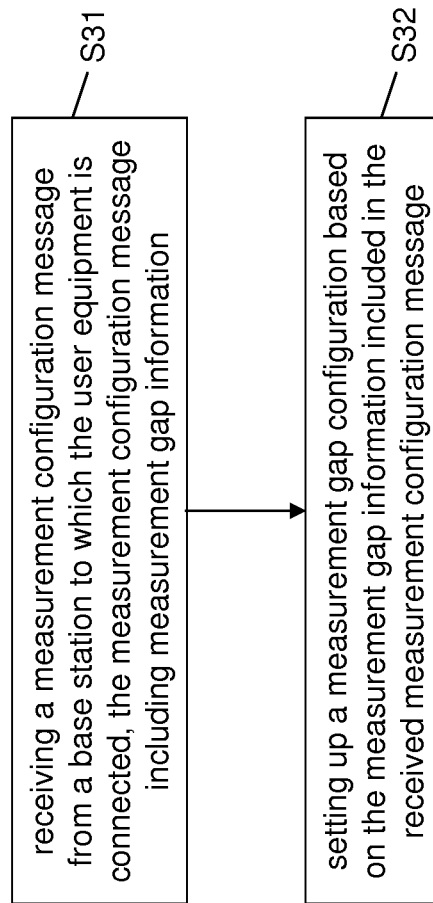 S31
receiving a measurement configuration message
from a base station to which the user equipment is
connected, the measurement configuration message
including measurement gap information
S32
setting up a measurement gap configuration based
on the measurement gap information included in the
received measurement configuration message